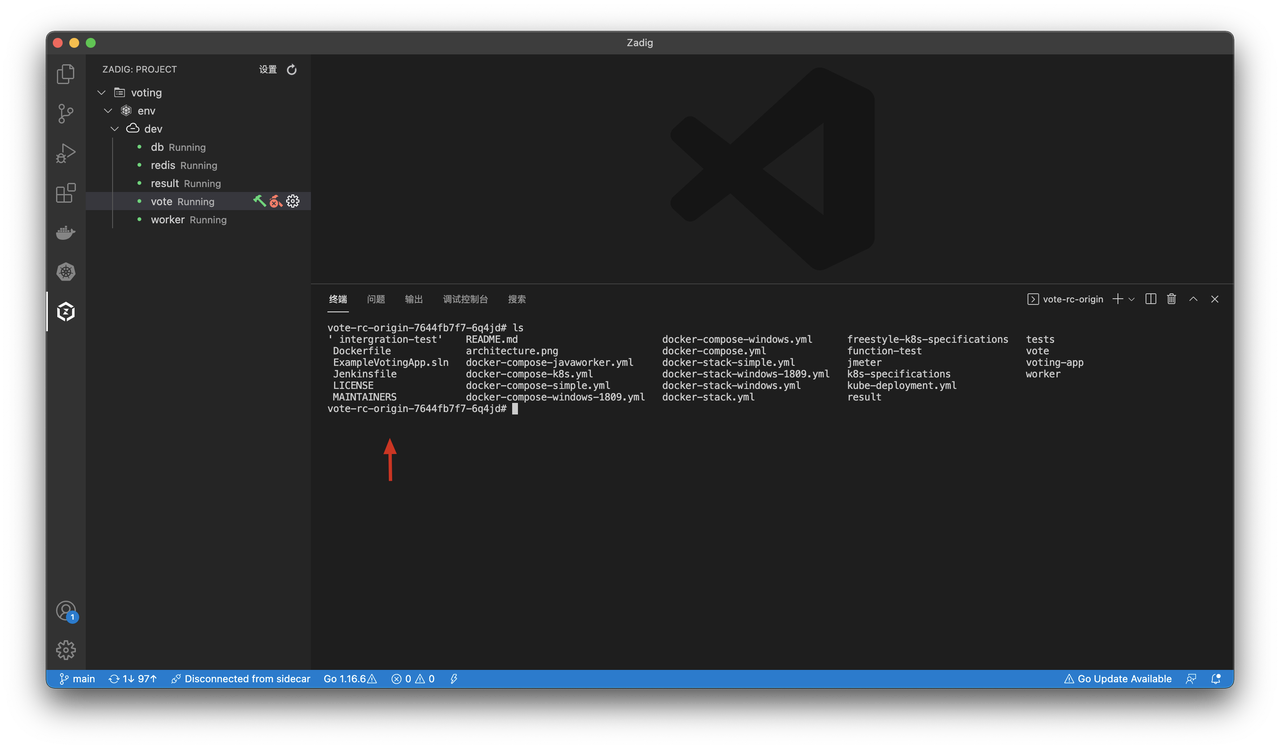 Zadig
ZADIG: PROJECT 设置
voting
env
dev
db Running
redis Running
result Running
vote Running
worker Running
终端 问题 输出 调试控制台 搜索 vote-rc-origin
vote-rc-origin-7644fb7f7-6q4jd# ls
' intergration-test' README.md docker-compose-windows.yml freestyle-k8s-specifications tests
Dockerfile architecture.png docker-compose.yml function-test vote
ExampleVotingApp.sln docker-compose-javaworker.yml docker-stack-simple.yml jmeter voting-app
Jenkinsfile docker-compose-k8s.yml docker-stack-windows-1809.yml k8s-specifications worker
LICENSE docker-compose-simple.yml docker-stack-windows.yml kube-deployment.yml
MAINTAINERS docker-compose-windows-1809.yml docker-stack.yml result
vote-rc-origin-7644fb7f7-6q4jd#
1
main 1↓ 97↑ Disconnected from sidecar Go 1.16.6 0 0 Go Update Available